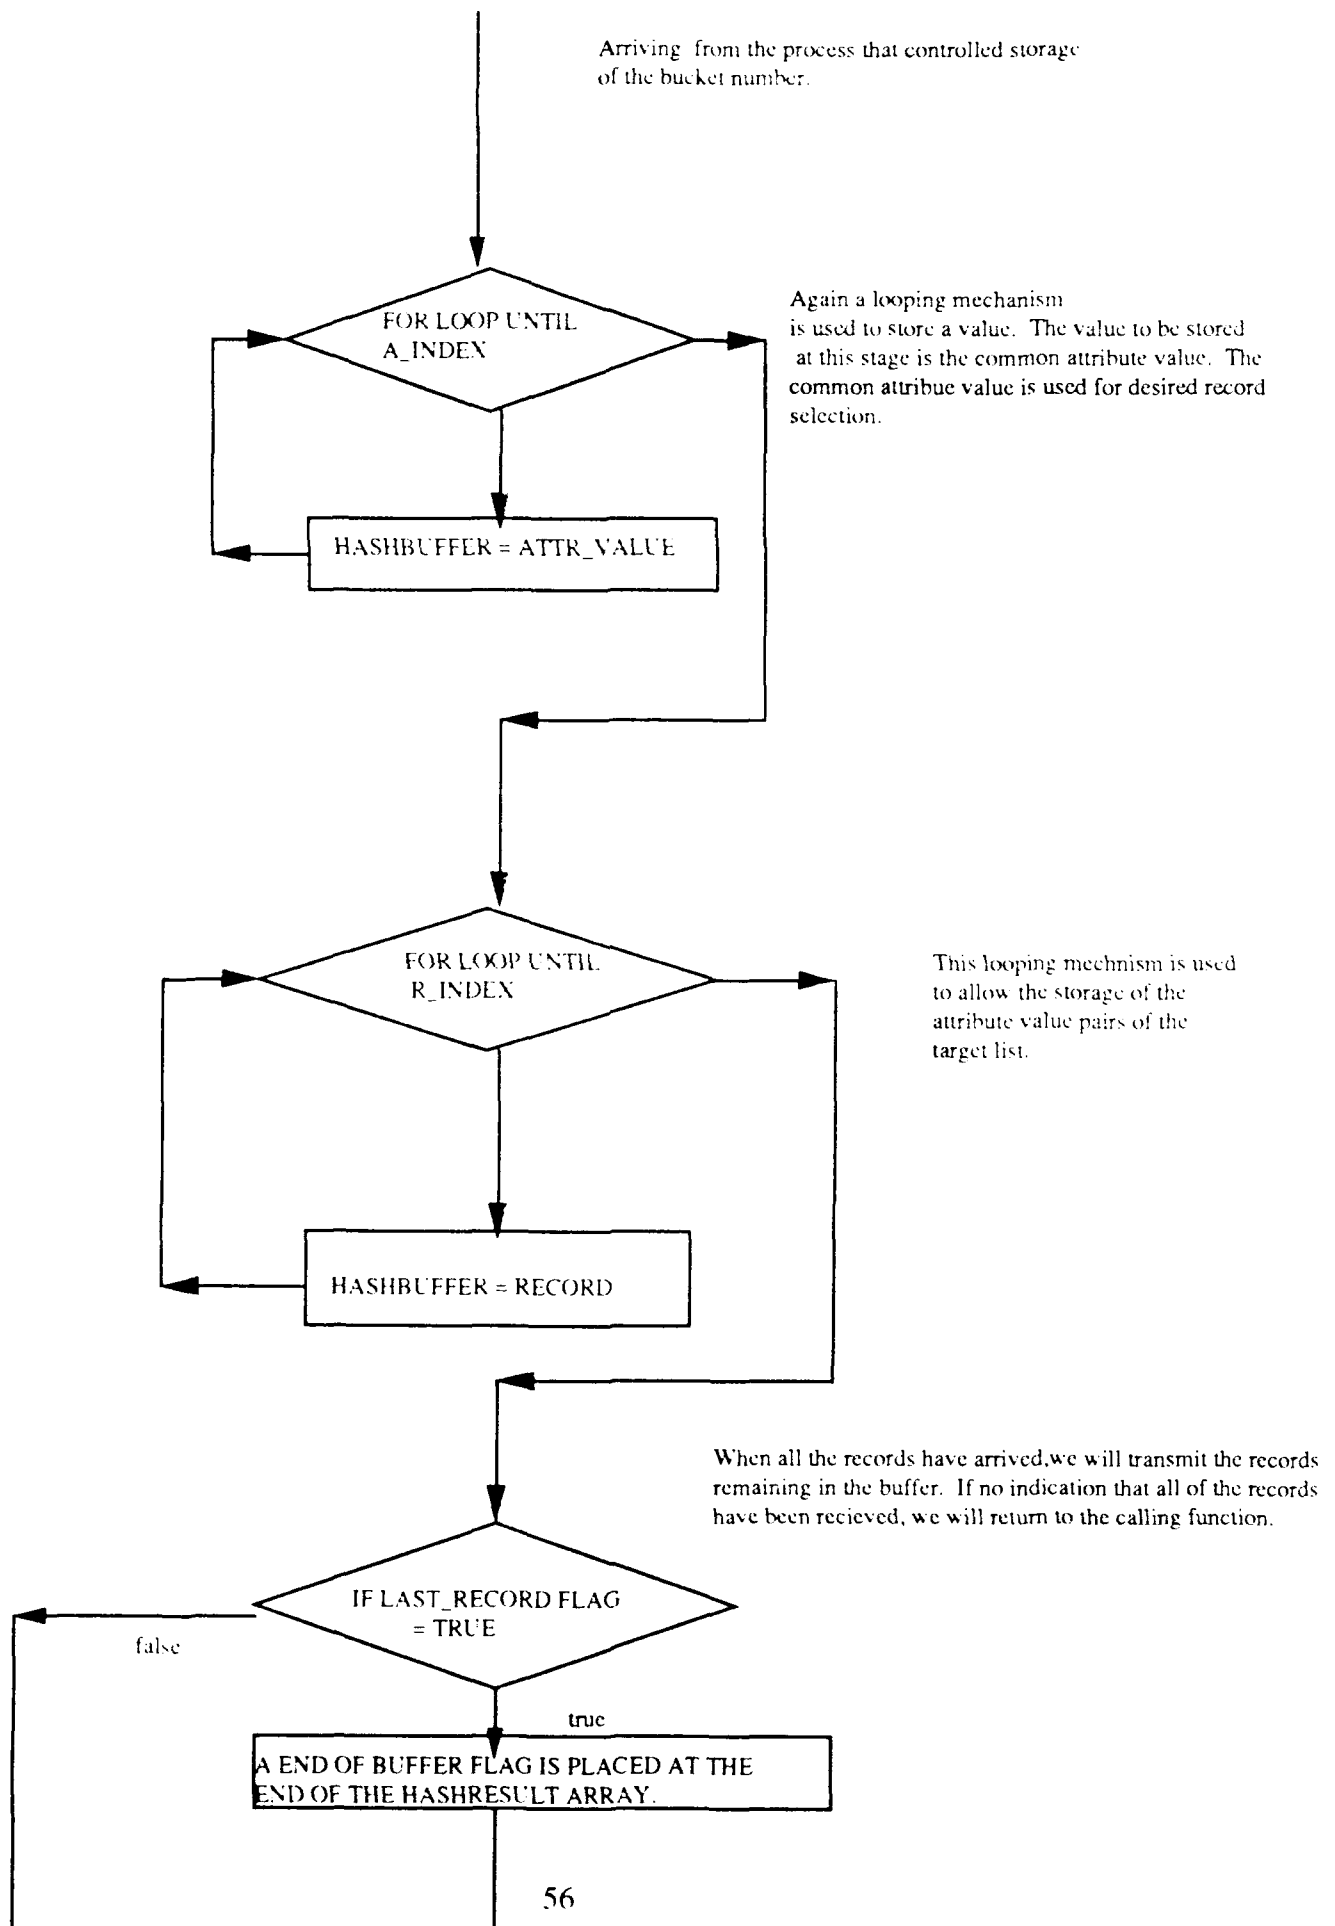 Arriving from the process that controlled storage
of the bucket number.
FOR LOOP UNTIL
A_INDEX
Again a looping mechanism
is used to store a value. The value to be stored
at this stage is the common attribute value. The
common attribue value is used for desired record
selection.
HASHBUFFER = ATTR_VALUE
FOR LOOP UNTIL
R_INDEX
This looping mechnism is used
to allow the storage of the
attribute value pairs of the
target list.
HASHBUFFER = RECORD
When all the records have arrived,we will transmit the records
remaining in the buffer. If no indication that all of the records
have been recieved, we will return to the calling function.
IF LAST_RECORD FLAG
= TRUE
false
true
A END OF BUFFER FLAG IS PLACED AT THE
END OF THE HASHRESULT ARRAY.
56